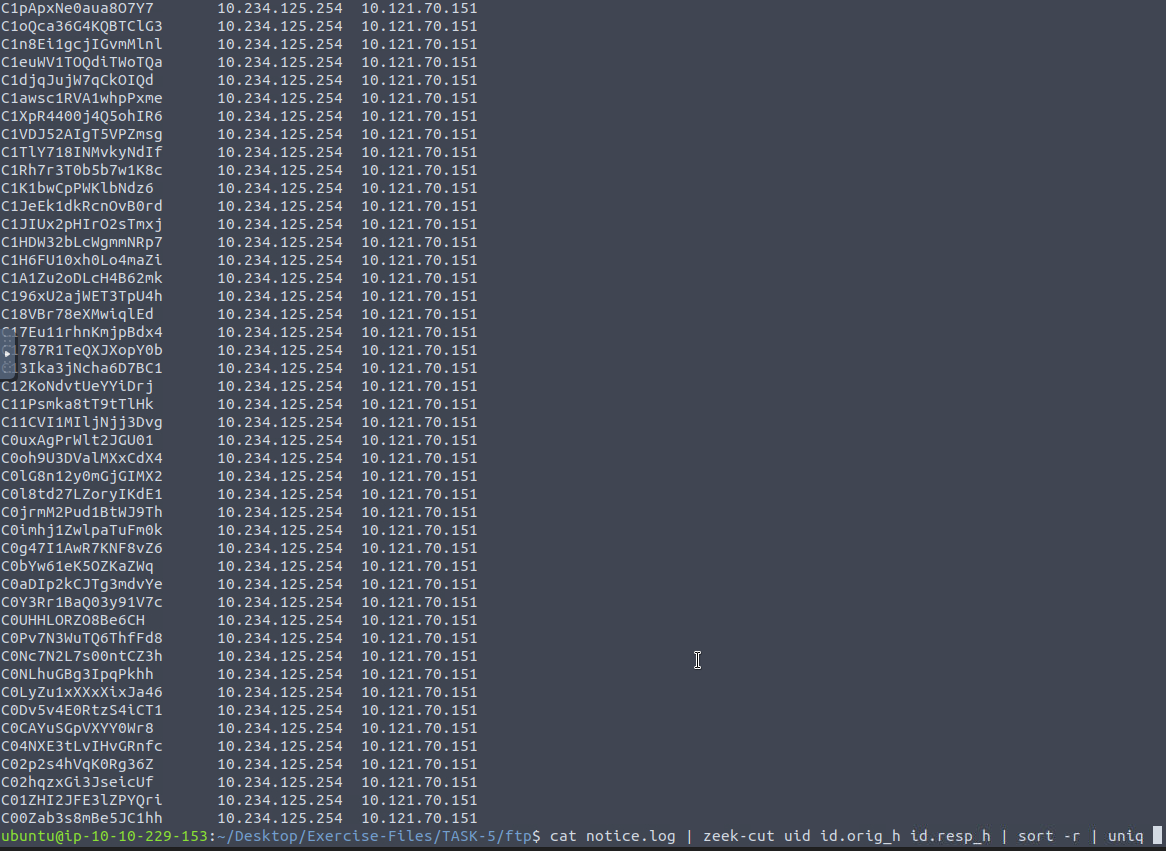 C1pApxNe0aua8O7Y7 10.234.125.254 10.121.70.151
C1oQca36G4KQBTClG3 10.234.125.254 10.121.70.151
C1n8Ei1gcjIGvmMlnl 10.234.125.254 10.121.70.151
C1euWV1TOQdiTWoTQa 10.234.125.254 10.121.70.151
C1djqJujW7qCkOIQd 10.234.125.254 10.121.70.151
C1awsc1RVA1whpPxme 10.234.125.254 10.121.70.151
C1XpR4400j4Q5ohIR6 10.234.125.254 10.121.70.151
C1VDJ52AIgT5VPZmsg 10.234.125.254 10.121.70.151
C1TlY718INMvkyNdIf 10.234.125.254 10.121.70.151
C1Rh7r3T0b5b7w1K8c 10.234.125.254 10.121.70.151
C1K1bwCpPWKlbNdz6 10.234.125.254 10.121.70.151
C1JeEk1dkRcnOvB0rd 10.234.125.254 10.121.70.151
C1JIUx2pHIrO2sTmxj 10.234.125.254 10.121.70.151
C1HDW32bLcWgmmNRp7 10.234.125.254 10.121.70.151
C1H6FU10xh0Lo4maZi 10.234.125.254 10.121.70.151
C1A1Zu2oDLcH4B62mk 10.234.125.254 10.121.70.151
C196xU2ajWET3TpU4h 10.234.125.254 10.121.70.151
C18VBr78eXMwiqlEd 10.234.125.254 10.121.70.151
C17Eu11rhnKmjpBdx4 10.234.125.254 10.121.70.151
C1787R1TeQXJXopY0b 10.234.125.254 10.121.70.151
C13Ika3jNcha6D7BC1 10.234.125.254 10.121.70.151
C12KoNdvtUeYYiDrj 10.234.125.254 10.121.70.151
C11Psmka8tT9tTlHk 10.234.125.254 10.121.70.151
C11CVI1MIljNjj3Dvg 10.234.125.254 10.121.70.151
C0uxAgPrWlt2JGU01 10.234.125.254 10.121.70.151
C0oh9U3DValMXxCdX4 10.234.125.254 10.121.70.151
C0lG8n12y0mGjGIMX2 10.234.125.254 10.121.70.151
C0l8td27LZoryIKdE1 10.234.125.254 10.121.70.151
C0jrmM2Pud1BtWJ9Th 10.234.125.254 10.121.70.151
C0imhj1ZwlpaTuFm0k 10.234.125.254 10.121.70.151
C0g47I1AwR7KNF8vZ6 10.234.125.254 10.121.70.151
C0bYw61eK5OZKaZWq 10.234.125.254 10.121.70.151
C0aDIp2kCJTg3mdvYe 10.234.125.254 10.121.70.151
C0Y3Rr1BaQ03y91V7c 10.234.125.254 10.121.70.151
C0UHHLORZO8Be6CH 10.234.125.254 10.121.70.151
C0Pv7N3WuTQ6ThfFd8 10.234.125.254 10.121.70.151
C0Nc7N2L7s00ntCZ3h 10.234.125.254 10.121.70.151
C0NLhuGBg3IpqPkhh 10.234.125.254 10.121.70.151
C0LyZu1xXXxXixJa46 10.234.125.254 10.121.70.151
C0Dv5v4E0RtzS4iCT1 10.234.125.254 10.121.70.151
C0CAYuSGpVXYY0Wr8 10.234.125.254 10.121.70.151
C04NXE3tLvIHvGRnfc 10.234.125.254 10.121.70.151
C02p2s4hVqK0Rg36Z 10.234.125.254 10.121.70.151
C02hqzxGi3JseicUf 10.234.125.254 10.121.70.151
C01ZHI2JFE3lZPYQri 10.234.125.254 10.121.70.151
C00Zab3s8mBe5JC1hh 10.234.125.254 10.121.70.151
ubuntu@ip-10-10-229-153:~/Desktop/Exercise-Files/TASK-5/ftp$ cat notice.log | zeek-cut uid id.orig_h id.resp_h | sort -r | uniq